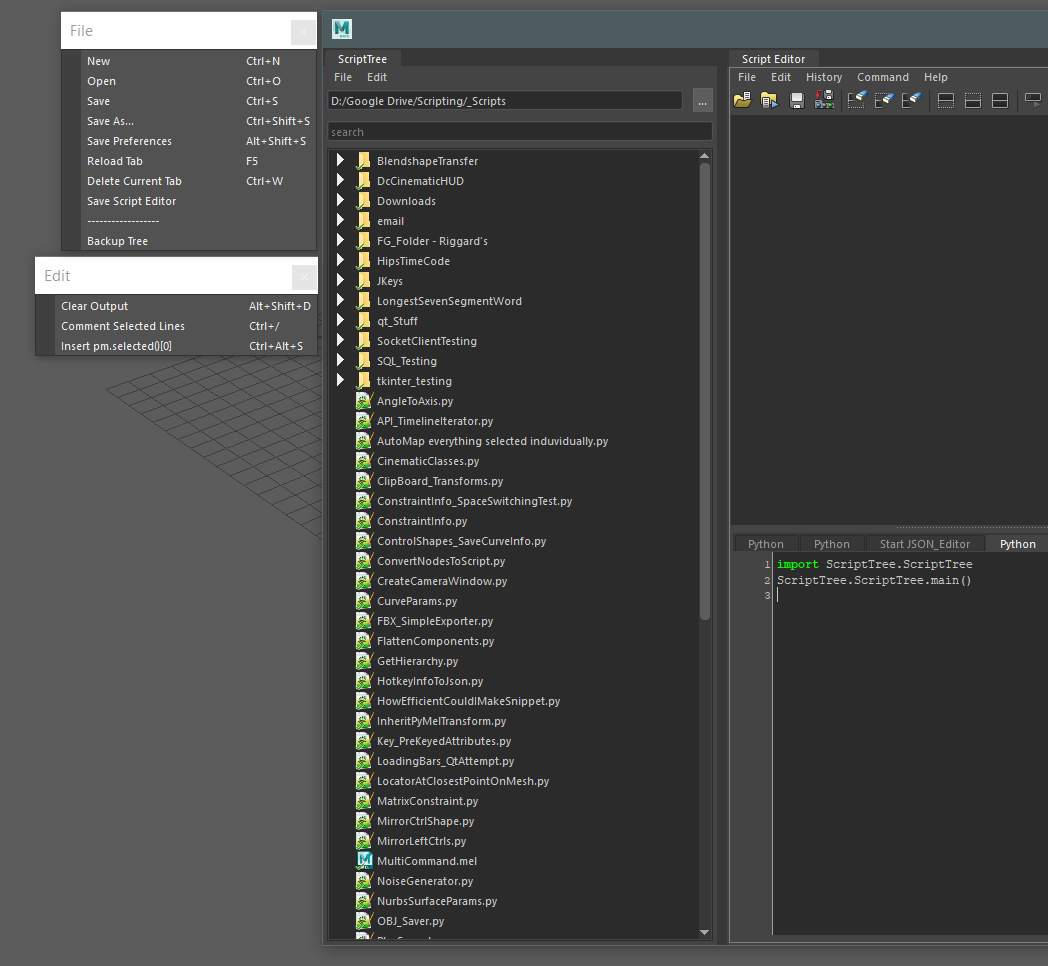 File
New Ctrl+N
Open Ctrl+O
Save Ctrl+S
Save As... Ctrl+Shift+S
Save Preferences Alt+Shift+S
Reload Tab F5
Delete Current Tab Ctrl+W
Save Script Editor
------------------
Backup Tree
Edit
Clear Output Alt+Shift+D
Comment Selected Lines Ctrl+/
Insert pm.selected()[0] Ctrl+Alt+S
ScriptTree
File Edit
D:/Google Drive/Scripting/_Scripts ...
search
BlendshapeTransfer
DcCinematicHUD
Downloads
email
FG_Folder - Riggard's
HipsTimeCode
JKeys
LongestSevenSegmentWord
qt_Stuff
SocketClientTesting
SQL_Testing
tkinter_testing
AngleToAxis.py
API_TimelineIterator.py
AutoMap everything selected induvidually.py
CinematicClasses.py
ClipBoard_Transforms.py
ConstraintInfo_SpaceSwitchingTest.py
ConstraintInfo.py
ControlShapes_SaveCurveInfo.py
ConvertNodesToScript.py
CreateCameraWindow.py
CurveParams.py
FBX_SimpleExporter.py
FlattenComponents.py
GetHierarchy.py
HotkeyInfoToJson.py
HowEfficientCouldIMakeSnippet.py
InheritPyMelTransform.py
Key_PreKeyedAttributes.py
LoadingBars_QtAttempt.py
LocatorAtClosestPointOnMesh.py
MatrixConstraint.py
MirrorCtrlShape.py
MirrorLeftCtrls.py
MultiCommand.mel
NoiseGenerator.py
NurbsSurfaceParams.py
OBJ_Saver.py
Script Editor
File Edit History Command Help
Python Python Start JSON_Editor Python
1 import ScriptTree.ScriptTree
2 ScriptTree.ScriptTree.main()
3